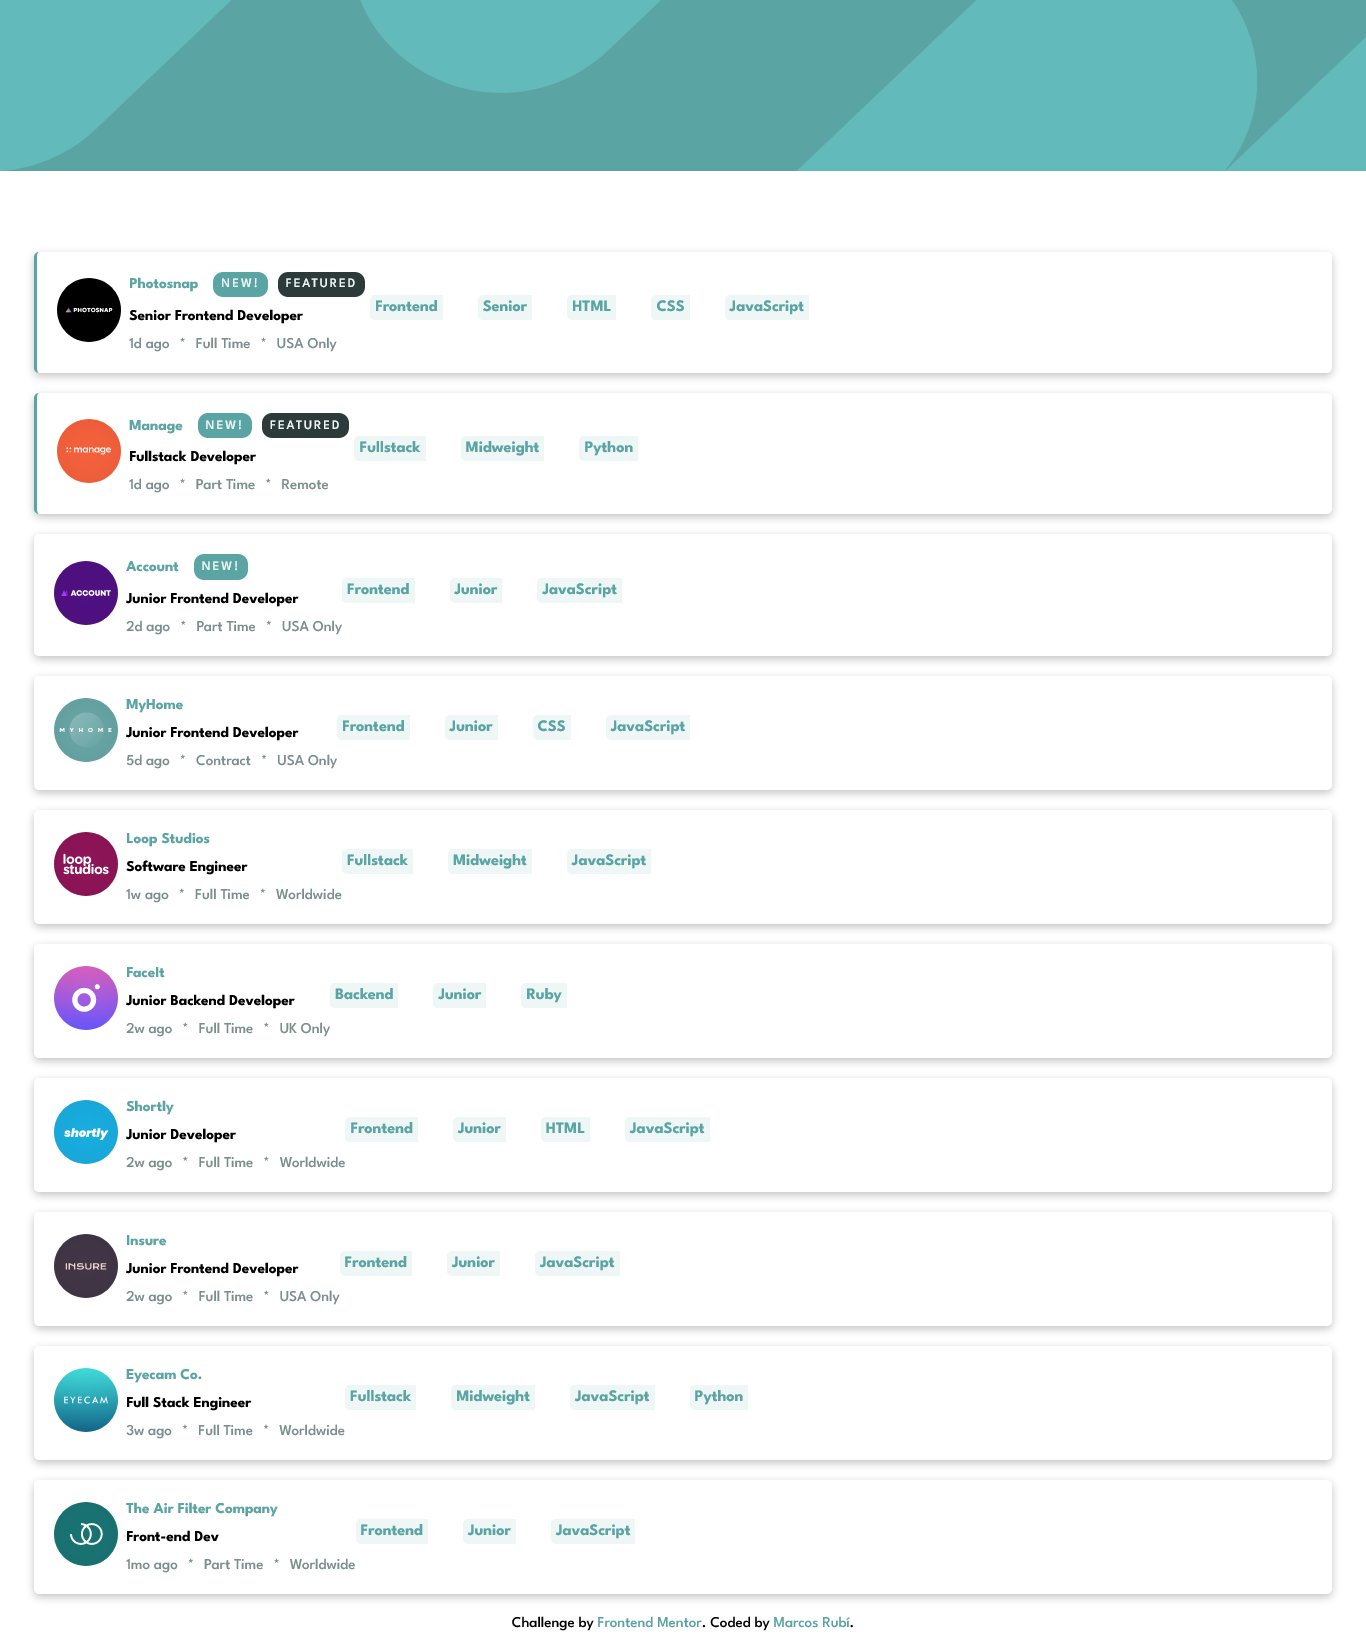 Photosnap NEW! FEATURED
PHOTOSNAP
Senior Frontend Developer
1d ago * Full Time * USA Only
Frontend Senior HTML CSS JavaScript
Manage NEW! FEATURED
:: manage
Fullstack Developer
1d ago * Part Time * Remote
Fullstack Midweight Python
Account NEW!
ACCOUNT
Junior Frontend Developer
2d ago * Part Time * USA Only
Frontend Junior JavaScript
MyHome
MYHOME
Junior Frontend Developer
5d ago * Contract * USA Only
Frontend Junior CSS JavaScript
Loop Studios
loop
studios
Software Engineer
1w ago * Full Time * Worldwide
Fullstack Midweight JavaScript
FaceIt
Junior Backend Developer
2w ago * Full Time * UK Only
Backend Junior Ruby
Shortly
shortly
Junior Developer
2w ago * Full Time * Worldwide
Frontend Junior HTML JavaScript
Insure
INSURE
Junior Frontend Developer
2w ago * Full Time * USA Only
Frontend Junior JavaScript
Eyecam Co.
EYECAM
Full Stack Engineer
3w ago * Full Time * Worldwide
Fullstack Midweight JavaScript Python
The Air Filter Company
Front-end Dev
1mo ago * Part Time * Worldwide
Frontend Junior JavaScript
Challenge by Frontend Mentor. Coded by Marcos Rubí.